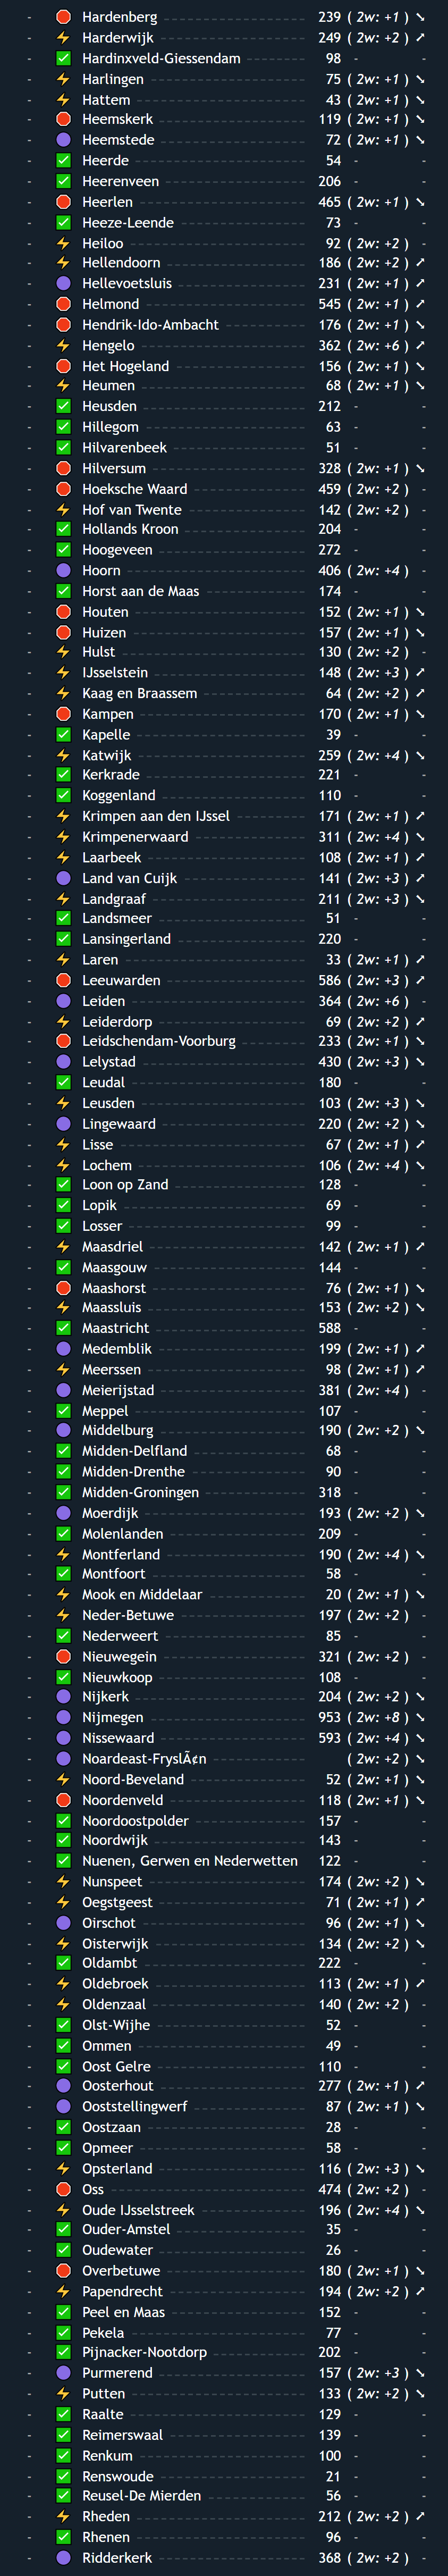 - 🛑 Hardenberg 239 ( 2w: +1 ) ➘
- ⚡ Harderwijk 249 ( 2w: +2 ) ➚
- ✅ Hardinxveld-Giessendam 98 - -
- ⚡ Harlingen 75 ( 2w: +1 ) ➘
- ⚡ Hattem 43 ( 2w: +1 ) ➘
- 🛑 Heemskerk 119 ( 2w: +1 ) ➘
- 🟣 Heemstede 72 ( 2w: +1 ) ➘
- ✅ Heerde 54 - -
- ✅ Heerenveen 206 - -
- 🛑 Heerlen 465 ( 2w: +1 ) ➘
- ✅ Heeze-Leende 73 - -
- ⚡ Heiloo 92 ( 2w: +2 ) -
- ⚡ Hellendoorn 186 ( 2w: +2 ) ➚
- 🟣 Hellevoetsluis 231 ( 2w: +1 ) ➚
- 🛑 Helmond 545 ( 2w: +1 ) ➚
- 🛑 Hendrik-Ido-Ambacht 176 ( 2w: +1 ) ➘
- ⚡ Hengelo 362 ( 2w: +6 ) ➚
- 🛑 Het Hogeland 156 ( 2w: +1 ) ➘
- ⚡ Heumen 68 ( 2w: +1 ) ➘
- ✅ Heusden 212 - -
- ✅ Hillegom 63 - -
- ✅ Hilvarenbeek 51 - -
- 🛑 Hilversum 328 ( 2w: +1 ) ➘
- 🛑 Hoeksche Waard 459 ( 2w: +2 ) -
- ⚡ Hof van Twente 142 ( 2w: +2 ) -
- ✅ Hollands Kroon 204 - -
- ✅ Hoogeveen 272 - -
- 🟣 Hoorn 406 ( 2w: +4 ) -
- ✅ Horst aan de Maas 174 - -
- 🛑 Houten 152 ( 2w: +1 ) ➘
- 🛑 Huizen 157 ( 2w: +1 ) ➘
- ⚡ Hulst 130 ( 2w: +2 ) -
- ⚡ IJsselstein 148 ( 2w: +3 ) ➚
- ⚡ Kaag en Braassem 64 ( 2w: +2 ) ➚
- 🛑 Kampen 170 ( 2w: +1 ) ➘
- ✅ Kapelle 39 - -
- ⚡ Katwijk 259 ( 2w: +4 ) ➘
- ✅ Kerkrade 221 - -
- ✅ Koggenland 110 - -
- ⚡ Krimpen aan den IJssel 171 ( 2w: +1 ) ➚
- ⚡ Krimpenerwaard 311 ( 2w: +4 ) ➘
- ⚡ Laarbeek 108 ( 2w: +1 ) ➚
- 🟣 Land van Cuijk 141 ( 2w: +3 ) ➚
- ⚡ Landgraaf 211 ( 2w: +3 ) ➘
- ✅ Landsmeer 51 - -
- ✅ Lansingerland 220 - -
- ⚡ Laren 33 ( 2w: +1 ) ➚
- 🛑 Leeuwarden 586 ( 2w: +3 ) ➚
- 🟣 Leiden 364 ( 2w: +6 ) -
- ⚡ Leiderdorp 69 ( 2w: +2 ) ➚
- 🛑 Leidschendam-Voorburg 233 ( 2w: +1 ) ➘
- 🟣 Lelystad 430 ( 2w: +3 ) ➘
- ✅ Leudal 180 - -
- ⚡ Leusden 103 ( 2w: +3 ) ➘
- 🟣 Lingewaard 220 ( 2w: +2 ) ➘
- ⚡ Lisse 67 ( 2w: +1 ) ➚
- ⚡ Lochem 106 ( 2w: +4 ) ➘
- ✅ Loon op Zand 128 - -
- ✅ Lopik 69 - -
- ✅ Losser 99 - -
- ⚡ Maasdriel 142 ( 2w: +1 ) ➚
- ✅ Maasgouw 144 - -
- 🛑 Maashorst 76 ( 2w: +1 ) ➘
- ⚡ Maassluis 153 ( 2w: +2 ) ➘
- ✅ Maastricht 588 - -
- 🟣 Medemblik 199 ( 2w: +1 ) ➚
- ⚡ Meerssen 98 ( 2w: +1 ) ➚
- 🟣 Meierijstad 381 ( 2w: +4 ) -
- ✅ Meppel 107 - -
- 🟣 Middelburg 190 ( 2w: +2 ) ➘
- ✅ Midden-Delfland 68 - -
- ✅ Midden-Drenthe 90 - -
- ✅ Midden-Groningen 318 - -
- 🟣 Moerdijk 193 ( 2w: +2 ) ➘
- ✅ Molenlanden 209 - -
- ⚡ Montferland 190 ( 2w: +4 ) ➘
- ✅ Montfoort 58 - -
- ⚡ Mook en Middelaar 20 ( 2w: +1 ) ➘
- ⚡ Neder-Betuwe 197 ( 2w: +2 ) -
- ✅ Nederweert 85 - -
- 🛑 Nieuwegein 321 ( 2w: +2 ) -
- ✅ Nieuwkoop 108 - -
- 🟣 Nijkerk 204 ( 2w: +2 ) ➘
- 🟣 Nijmegen 953 ( 2w: +8 ) ➘
- 🟣 Nissewaard 593 ( 2w: +4 ) ➘
- 🟣 Noardeast-FryslÃ¢n ( 2w: +2 ) ➘
- ⚡ Noord-Beveland 52 ( 2w: +1 ) ➘
- 🛑 Noordenveld 118 ( 2w: +1 ) ➘
- ✅ Noordoostpolder 157 - -
- ✅ Noordwijk 143 - -
- ✅ Nuenen, Gerwen en Nederwetten 122 - -
- ⚡ Nunspeet 174 ( 2w: +2 ) ➘
- ⚡ Oegstgeest 71 ( 2w: +1 ) ➚
- 🟣 Oirschot 96 ( 2w: +1 ) ➘
- ⚡ Oisterwijk 134 ( 2w: +2 ) ➘
- ✅ Oldambt 222 - -
- ⚡ Oldebroek 113 ( 2w: +1 ) ➚
- ⚡ Oldenzaal 140 ( 2w: +2 ) -
- ✅ Olst-Wijhe 52 - -
- ✅ Ommen 49 - -
- ✅ Oost Gelre 110 - -
- 🟣 Oosterhout 277 ( 2w: +1 ) ➚
- 🟣 Ooststellingwerf 87 ( 2w: +1 ) ➘
- ✅ Oostzaan 28 - -
- ✅ Opmeer 58 - -
- ⚡ Opsterland 116 ( 2w: +3 ) ➘
- 🛑 Oss 474 ( 2w: +2 ) -
- ⚡ Oude IJsselstreek 196 ( 2w: +4 ) ➘
- ✅ Ouder-Amstel 35 - -
- ✅ Oudewater 26 - -
- 🛑 Overbetuwe 180 ( 2w: +1 ) ➘
- ⚡ Papendrecht 194 ( 2w: +2 ) ➚
- ✅ Peel en Maas 152 - -
- ✅ Pekela 77 - -
- ✅ Pijnacker-Nootdorp 202 - -
- 🟣 Purmerend 157 ( 2w: +3 ) ➘
- ⚡ Putten 133 ( 2w: +2 ) ➘
- ✅ Raalte 129 - -
- ✅ Reimerswaal 139 - -
- ✅ Renkum 100 - -
- ✅ Renswoude 21 - -
- ✅ Reusel-De Mierden 56 - -
- ⚡ Rheden 212 ( 2w: +2 ) ➚
- ✅ Rhenen 96 - -
- 🟣 Ridderkerk 368 ( 2w: +2 ) -